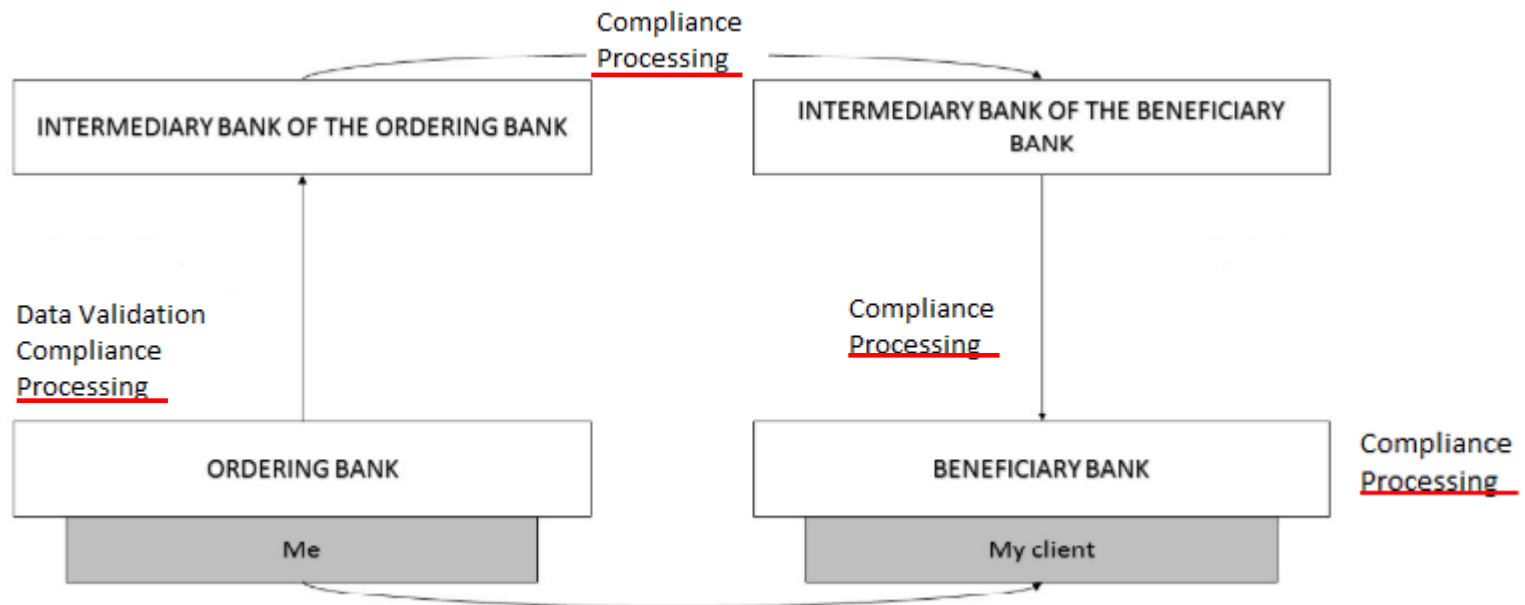 Compliance
Processing
INTERMEDIARY BANK OF THE ORDERING BANK
INTERMEDIARY BANK OF THE BENEFICIARY
BANK
Data Validation
Compliance
Processing
Compliance
Processing
ORDERING BANK
BENEFICIARY BANK
Compliance
Processing
Me
My client